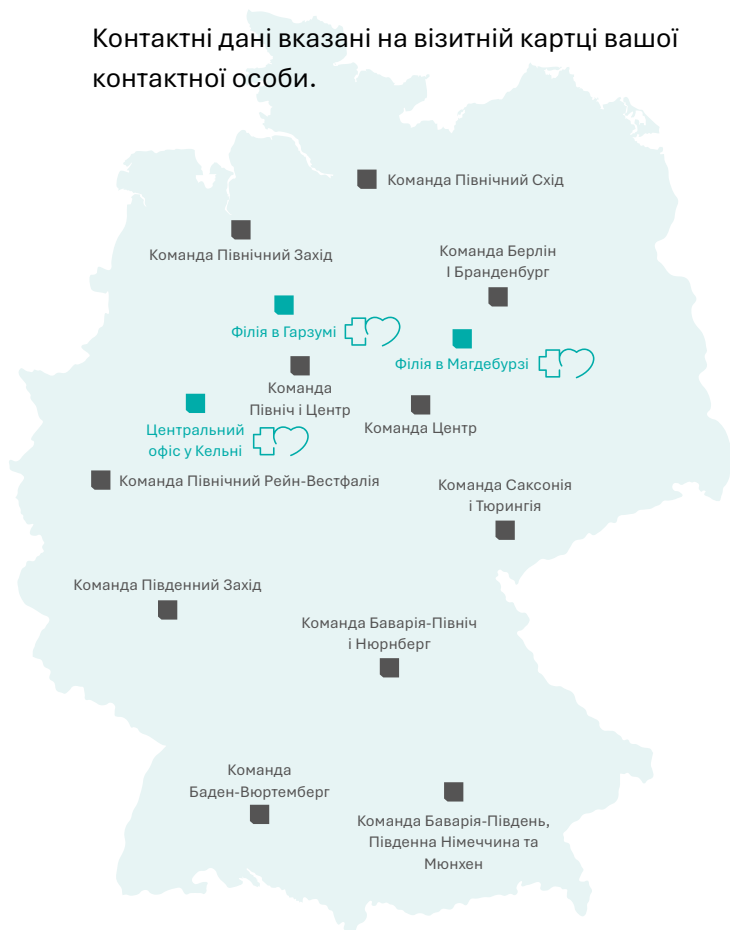 Контактні дані вказані на візитній картці вашої
контактної особи.
Команда Північний Схід
Команда Північний Захід
Команда Берлін
І Бранденбург
Філія в Гарзумі
Філія в Магдебурзі
Команда
Північ і Центр
Команда Центр
Центральний
офіс у Кельні
Команда Північний Рейн-Вестфалія
Команда Саксонія
і Тюрингія
Команда Південний Захід
Команда Баварія-Північ
і Нюрнберг
Команда
Баден-Вюртемберг
Команда Баварія-Південь,
Південна Німеччина та
Мюнхен